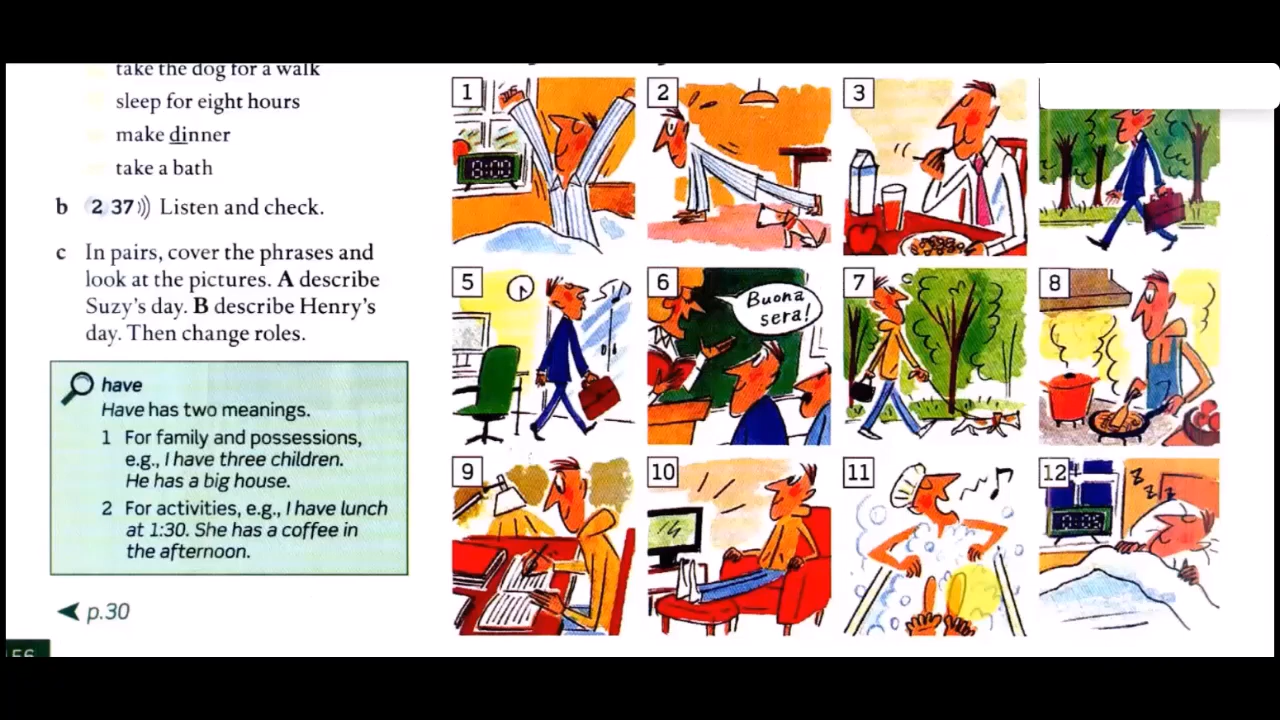 take the dog for a walk
sleep for eight hours
make dinner
take a bath
b 2 37))) Listen and check.
c In pairs, cover the phrases and
look at the pictures. A describe
Suzy's day. B describe Henry's
day. Then change roles.
have
Have has two meanings.
1 For family and possessions,
e.g., I have three children.
He has a big house.
2 For activities, e.g., I have lunch
at 1:30. She has a coffee in
the afternoon.
◀ p.30
56
1
8:00
2
3
5
6
Buona
sera!
7
8
9
10
11
12
z z z z